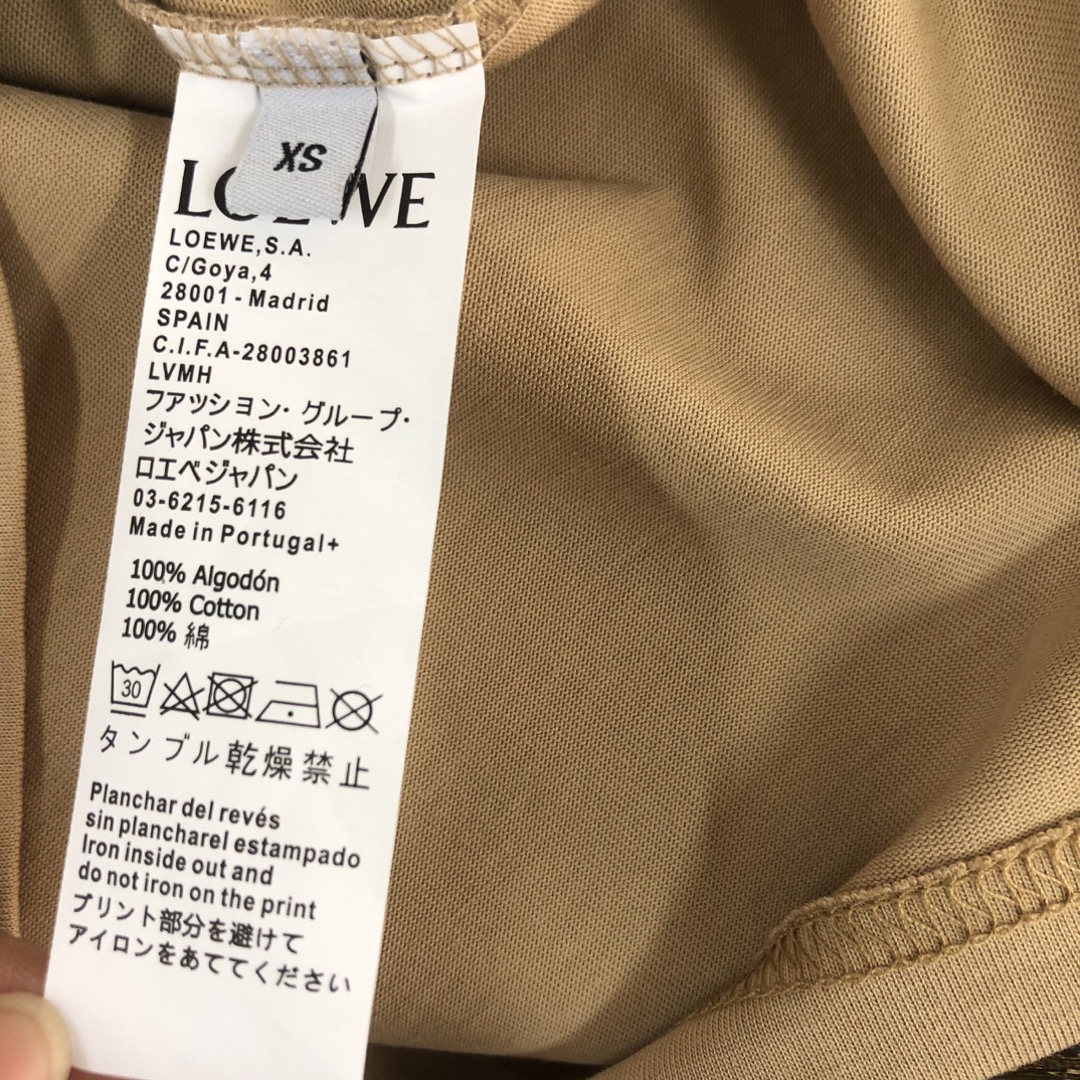 XS
LOEWE
LOEWE,S.A.
C/Goya,4
28001 - Madrid
SPAIN
C.I.F.A-28003861
LVMH
ファッション・グループ・
ジャパン株式会社
ロエベジャパン
03-6215-6116
Made in Portugal+
100% Algodón
100% Cotton
100% 綿
30
タンブル乾燥禁止
Planchar del revés
sin plancharel estampado
Iron inside out and
do not iron on the print
プリント部分を避けて
アイロンをあててください